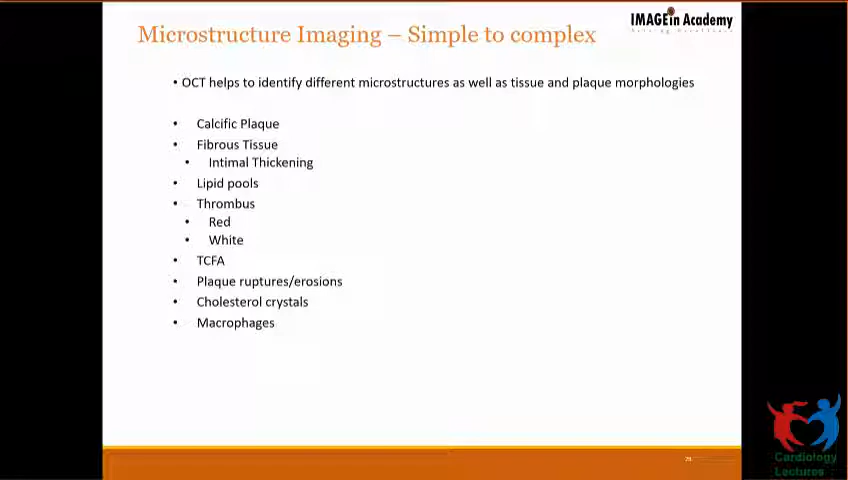 IMAGEin Academy
Microstructure Imaging – Simple to complex
• OCT helps to identify different microstructures as well as tissue and plaque morphologies
• Calcific Plaque
• Fibrous Tissue
• Intimal Thickening
• Lipid pools
• Thrombus
• Red
• White
• TCFA
• Plaque ruptures/erosions
• Cholesterol crystals
• Macrophages
Cardiology
Lectures